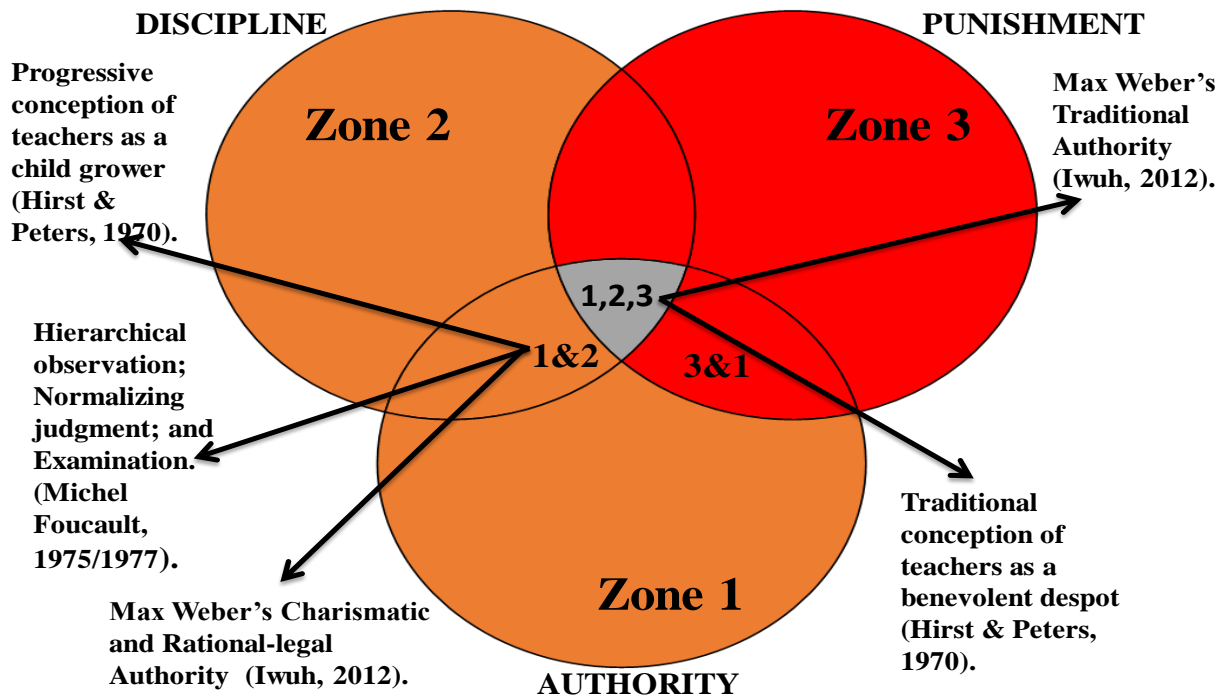 DISCIPLINE
PUNISHMENT
Progressive
conception of
teachers as a
child grower
(Hirst &
Peters, 1970).
Zone 2
Zone 3
Max Weber’s
Traditional
Authority
(Iwuh, 2012).
1,2,3
1&2
3&1
Hierarchical
observation;
Normalizing
judgment; and
Examination.
(Michel
Foucault,
1975/1977).
Zone 1
Traditional
conception of
teachers as a
benevolent despot
(Hirst & Peters,
1970).
Max Weber’s Charismatic
and Rational-legal
Authority (Iwuh, 2012).
AUTHORITY